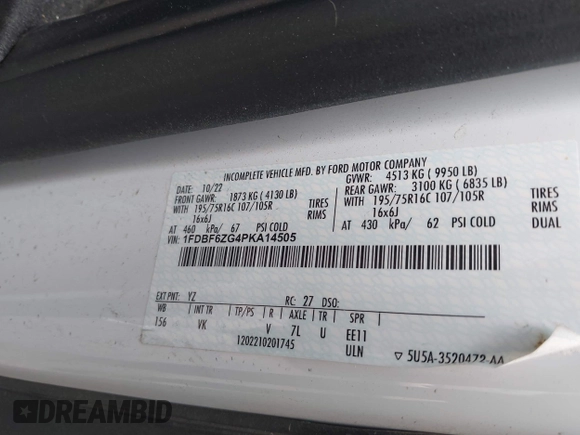 INCOMPLETE VEHICLE MFD. BY FORD MOTOR COMPANY
DATE: 10/22 GVWR: 4513 KG ( 9950 LB)
FRONT GAWR: 1873 KG ( 4130 LB) REAR GAWR: 3100 KG ( 6835 LB)
WITH 195/75R16C 107/105R TIRES WITH 195/75R16C 107/105R TIRES
16x6J RIMS 16x6J RIMS
AT 460 kPa/ 67 PSI COLD AT 430 kPa/ 62 PSI COLD DUAL
VIN: 1FDBF6ZG4PKA14505
EXT PNT: YZ RC: 27 DSO:
WB INT TR TP/PS R AXLE TR SPR
156 VK V 7L U EE11
1202210201745 ULN
▽ 5U5A-3520472-AA
DREAMBID